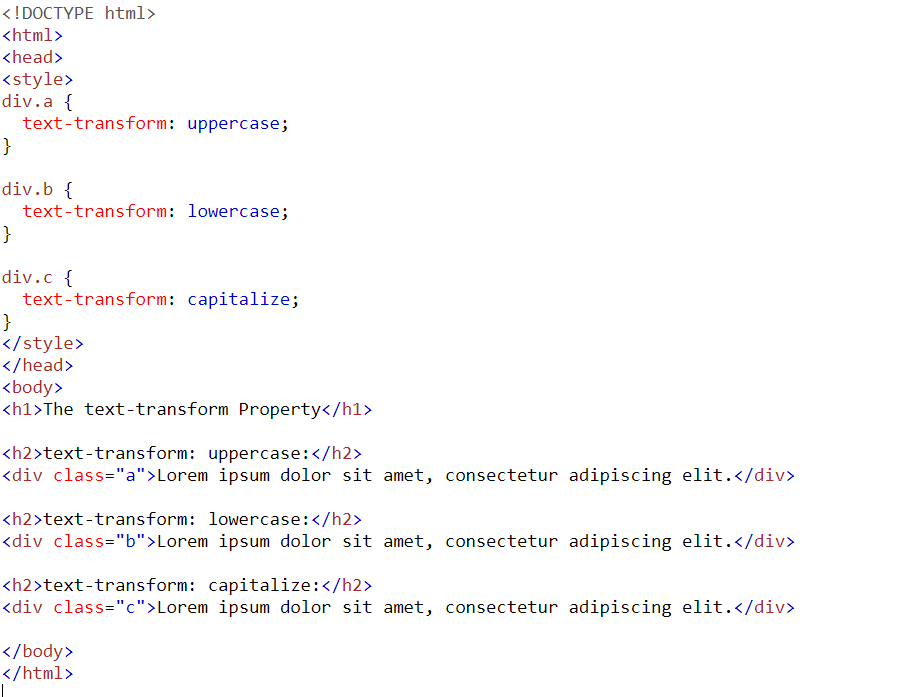 <!DOCTYPE html>
<html>
<head>
<style>
div.a {
  text-transform: uppercase;
}

div.b {
  text-transform: lowercase;
}

div.c {
  text-transform: capitalize;
}
</style>
</head>
<body>
<h1>The text-transform Property</h1>

<h2>text-transform: uppercase:</h2>
<div class="a">Lorem ipsum dolor sit amet, consectetur adipiscing elit.</div>

<h2>text-transform: lowercase:</h2>
<div class="b">Lorem ipsum dolor sit amet, consectetur adipiscing elit.</div>

<h2>text-transform: capitalize:</h2>
<div class="c">Lorem ipsum dolor sit amet, consectetur adipiscing elit.</div>

</body>
</html>